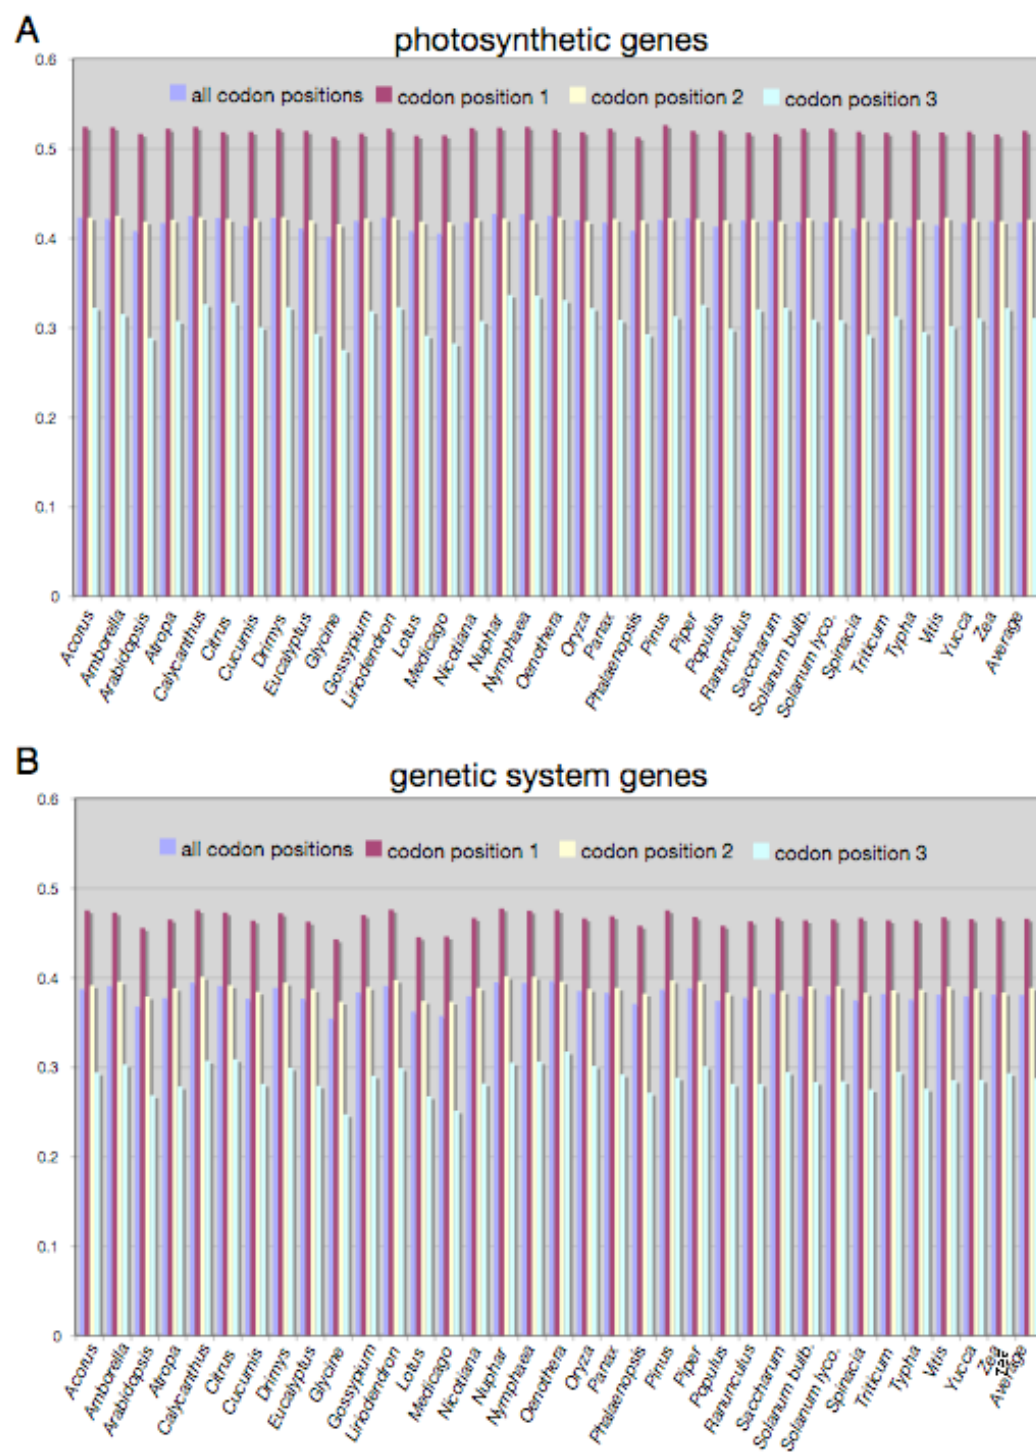 A
photosynthetic genes
0.6
all codon positions codon position 1 codon position 2 codon position 3
0.5
0.4
0.3
0.2
0.1
0
Acorus
Amborella
Arabidopsis
Atropa
Calycanthus
Citrus
Cucumis
Drimys
Eucalyptus
Glycine
Gossypium
Liriodendron
Lotus
Medicago
Nicotiana
Nuphar
Nymphaea
Oenothera
Oryza
Panax
Phalaenopsis
Pinus
Piper
Populus
Ranunculus
Saccharum
Solanum bulb.
Solanum lyco.
Spinacia
Triticum
Typha
Vitis
Yucca
Zea
Average
B
genetic system genes
0.6
all codon positions codon position 1 codon position 2 codon position 3
0.5
0.4
0.3
0.2
0.1
0
Acorus
Amborella
Arabidopsis
Atropa
Calycanthus
Citrus
Cucumis
Drimys
Eucalyptus
Glycine
Gossypium
Liriodendron
Lotus
Medicago
Nicotiana
Nuphar
Nymphaea
Oenothera
Oryza
Panax
Phalaenopsis
Pinus
Piper
Populus
Ranunculus
Saccharum
Solanum bulb.
Solanum lyco.
Spinacia
Triticum
Typha
Vitis
Yucca
Zea
Average